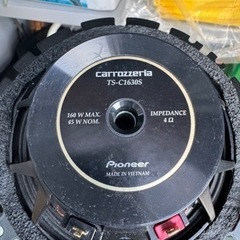 carrozzeria
TS-C1630S
160 W MAX.
45 W NOM.
IMPEDANCE
4 Ω
Pioneer
MADE IN VIETNAM